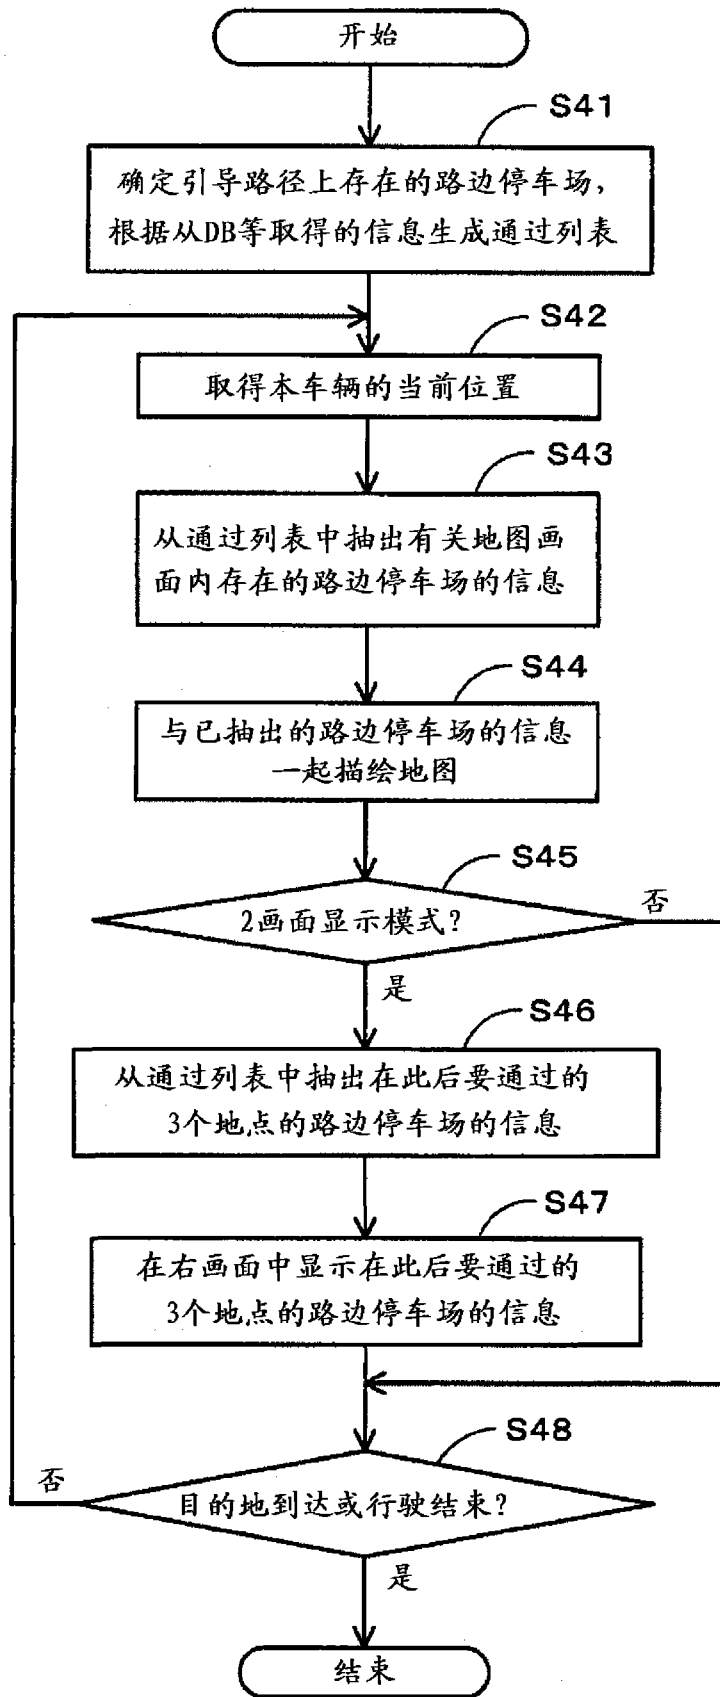 开始
S41
确定引导路径上存在的路边停车场，
根据从DB等取得的信息生成通过列表
S42
取得本车辆的当前位置
S43
从通过列表中抽出有关地图画
面内存在的路边停车场的信息
S44
与已抽出的路边停车场的信息
一起描绘地图
S45
2画面显示模式?
否
是
S46
从通过列表中抽出在此后要通过的
3个地点的路边停车场的信息
S47
在右画面中显示在此后要通过的
3个地点的路边停车场的信息
S48
否
目的地到达或行驶结束?
是
结束